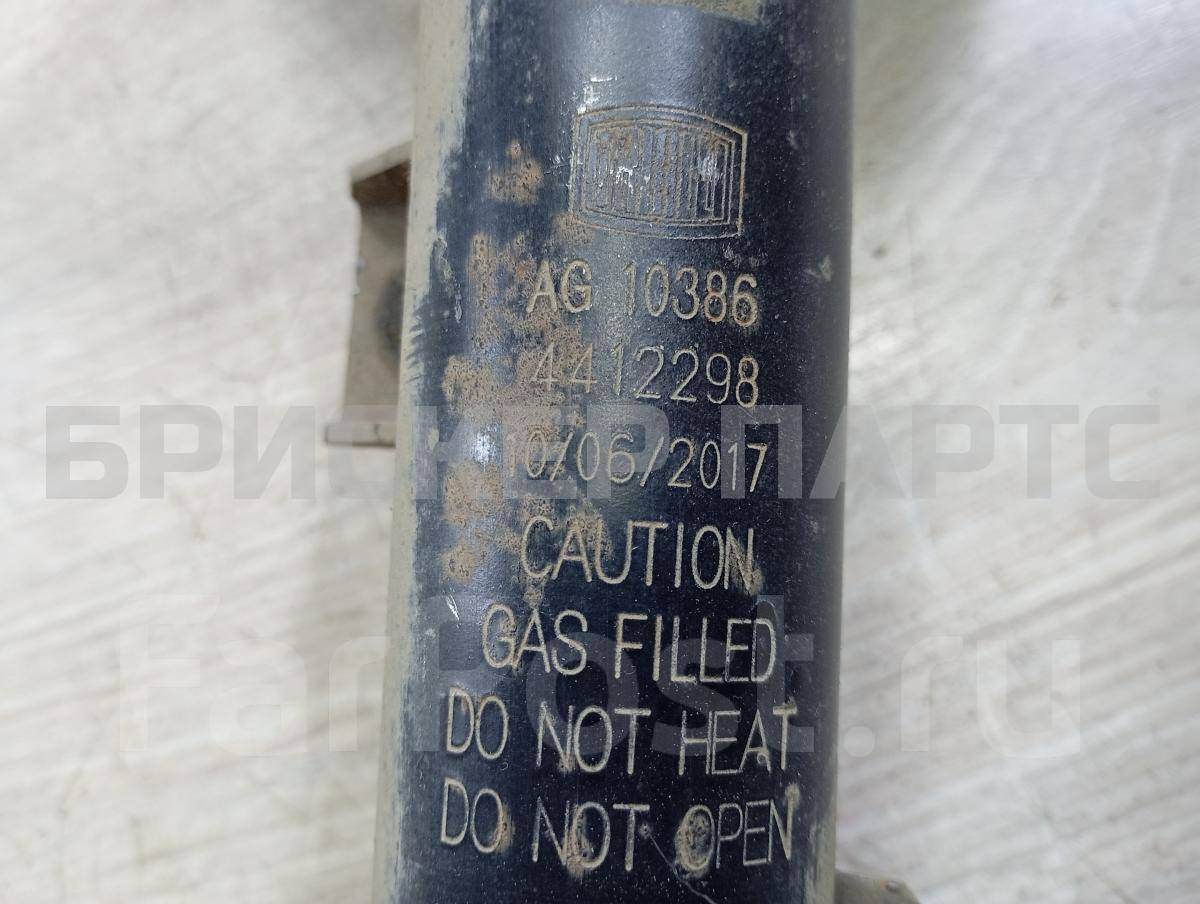 AG 10386
4412298
БРИСКЕР ПАРТС
10/06/2017
CAUTION
GAS FILLED
FarPost.ru
DO NOT HEAT
DO NOT OPEN